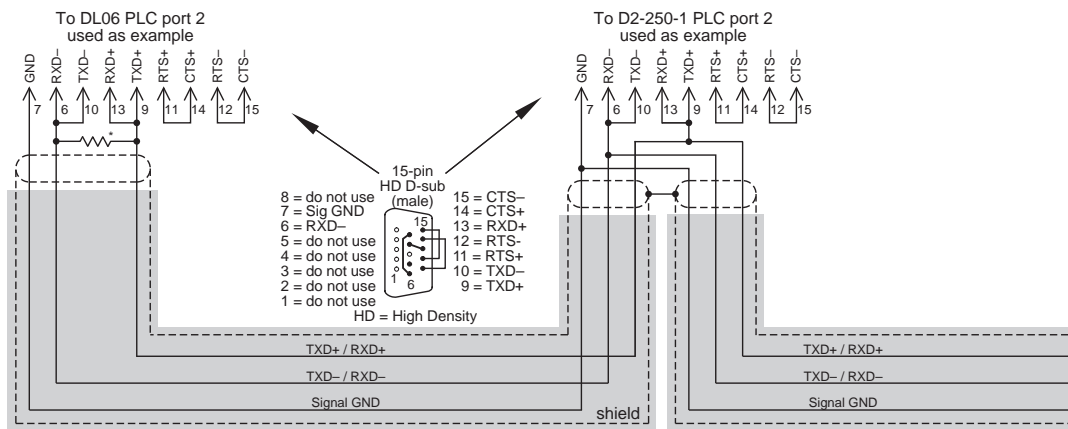 To DL06 PLC port 2
used as example
GND RXD– TXD– RXD+ TXD+ RTS+ CTS+ RTS– CTS–
7 6 10 13 9 11 14 12 15
*
To D2-250-1 PLC port 2
used as example
GND RXD– TXD– RXD+ TXD+ RTS+ CTS+ RTS– CTS–
7 6 10 13 9 11 14 12 15
15-pin
HD D-sub
(male)
8 = do not use
7 = Sig GND
6 = RXD–
5 = do not use
4 = do not use
3 = do not use
2 = do not use
1 = do not use
15
1
6
15 = CTS–
14 = CTS+
13 = RXD+
12 = RTS-
11 = RTS+
10 = TXD–
9 = TXD+
HD = High Density
TXD+ / RXD+
TXD– / RXD–
Signal GND
shield
TXD+ / RXD+
TXD– / RXD–
Signal GND